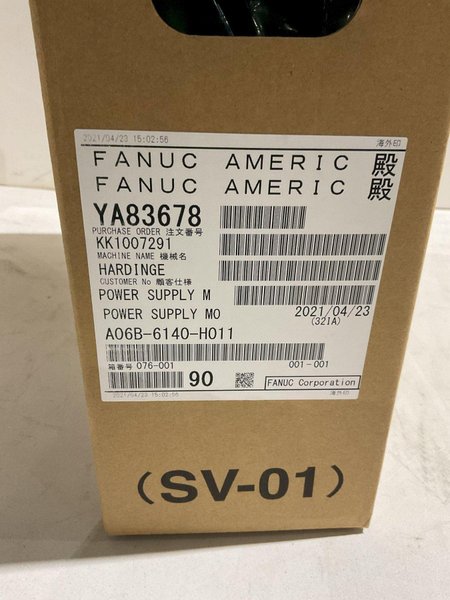 2021/04/23 15:02:56 海外印
FANUC AMERIC 殿
FANUC AMERIC 殿
YA83678
PURCHASE ORDER 注文番号
KK1007291
MACHINE NAME 機械名
HARDINGE
CUSTOMER No 顧客仕様
POWER SUPPLY M
POWER SUPPLY MO 2021/04/23
(321A)
A06B-6140-H011
箱番号 076-001 001-001
90 FANUC Corporation
2021/04/23 15:02:56 海外印
(SV-01)